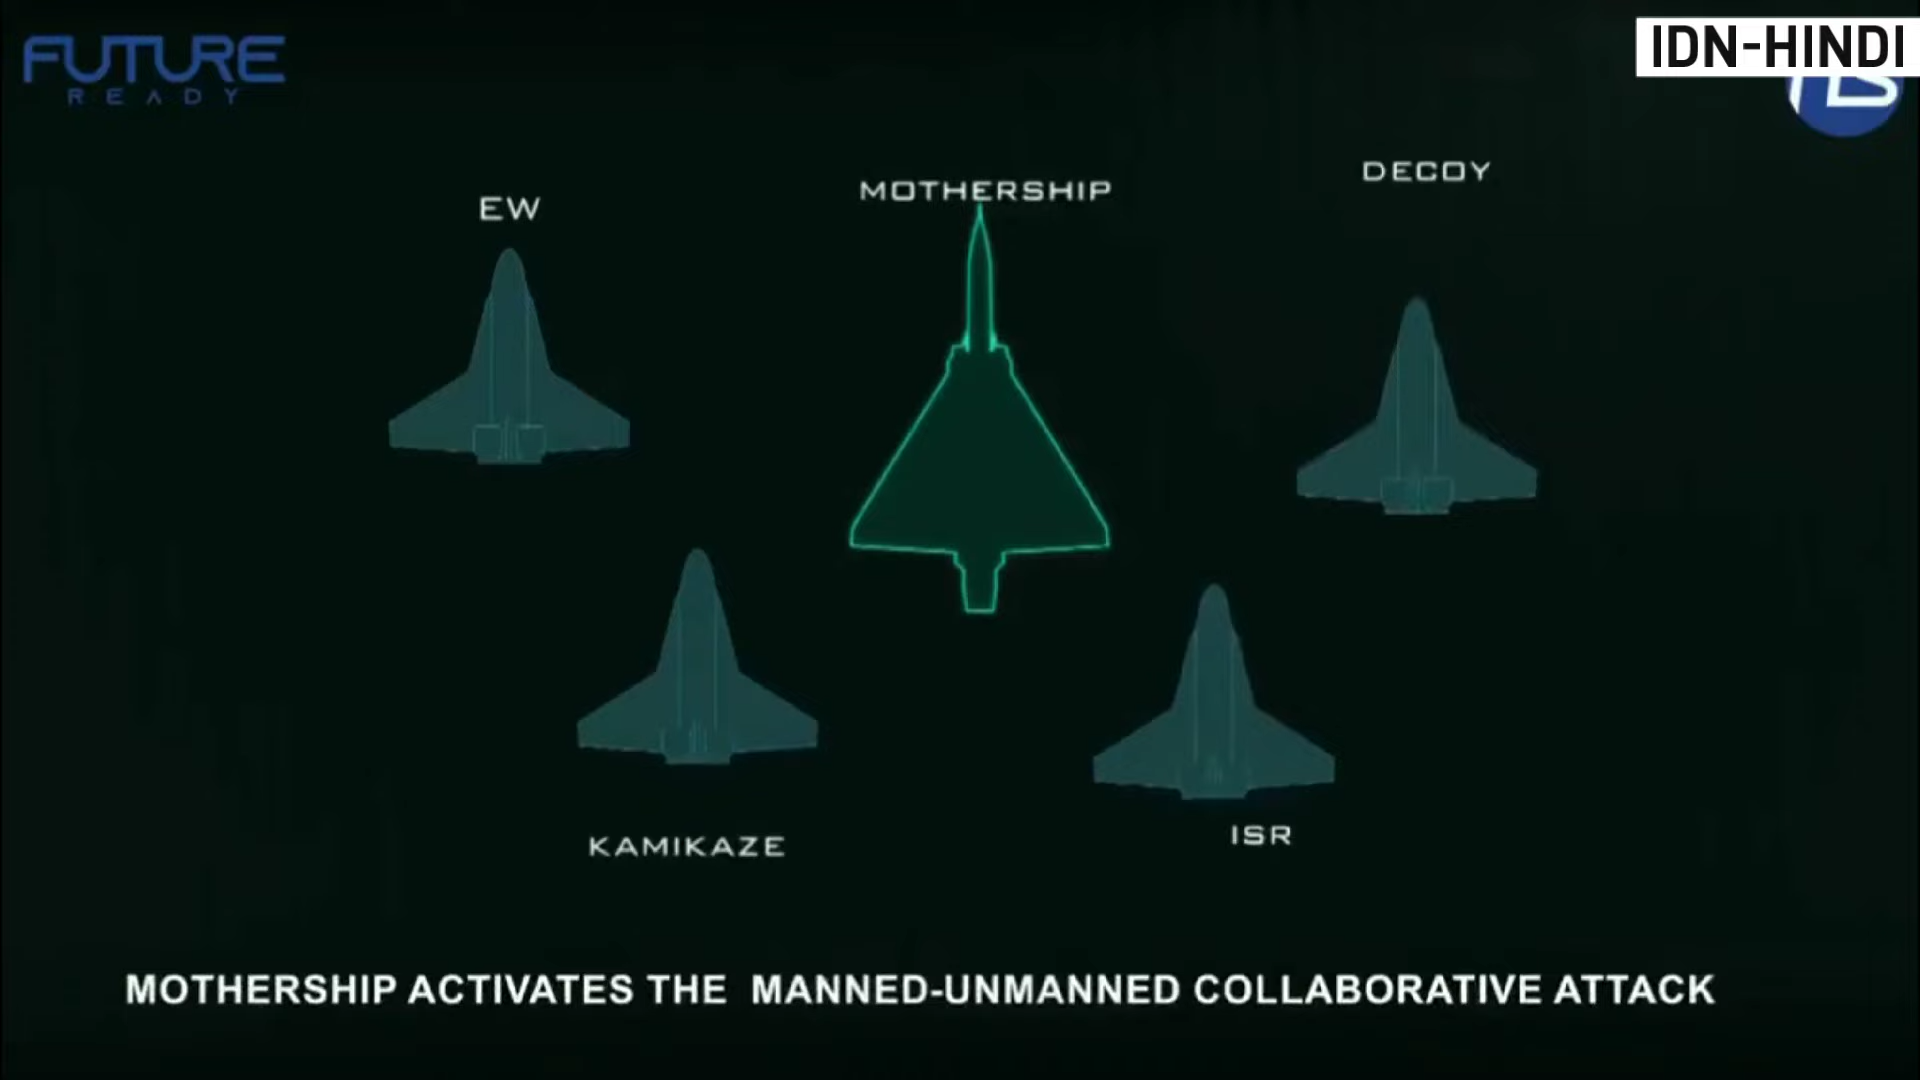 FUTURE
READY
IDN-HINDI
DECOY
MOTHERSHIP
EW
KAMIKAZE
ISR
MOTHERSHIP ACTIVATES THE MANNED-UNMANNED COLLABORATIVE ATTACK